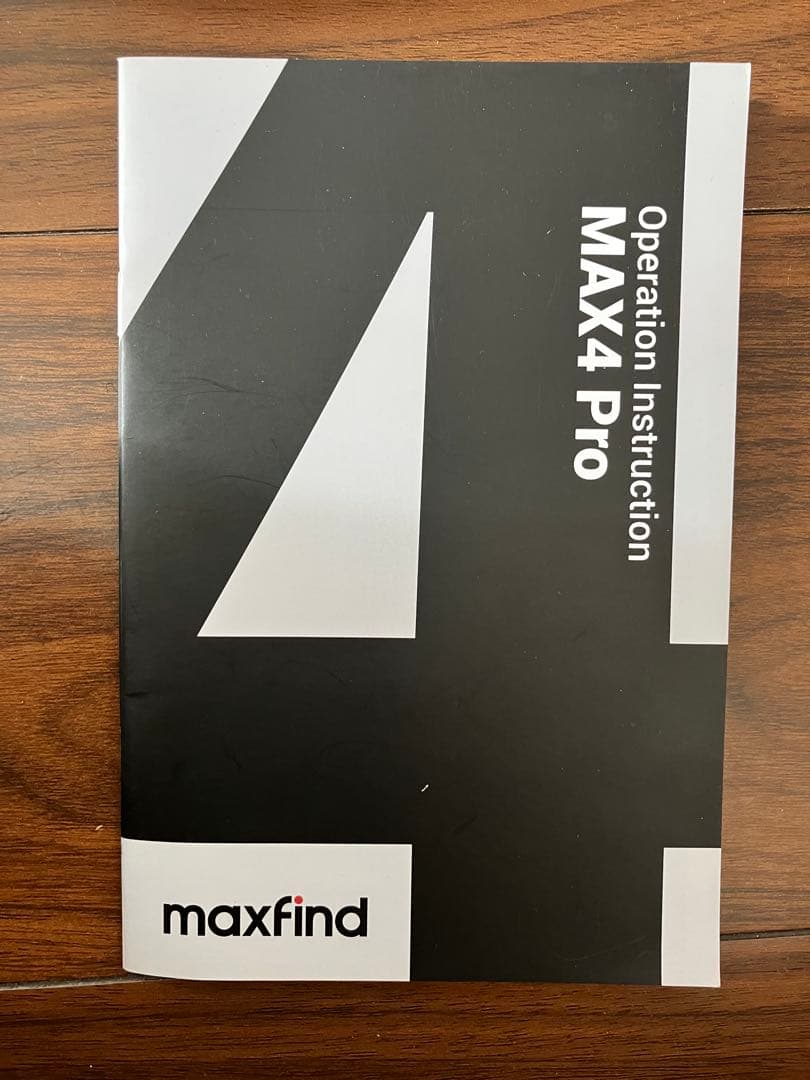 Operation Instruction
MAX4 Pro
maxfind